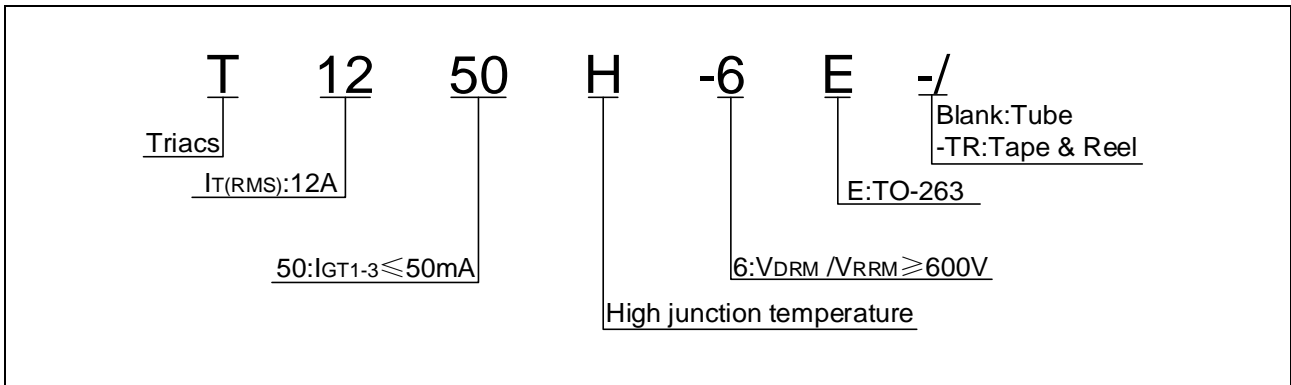 T 12 50 H -6 E -/
Blank:Tube
-TR:Tape & Reel
Triacs
IT(RMS):12A
E:TO-263
50:IGT1-3≤50mA
6:VDRM /VRRM≥600V
High junction temperature